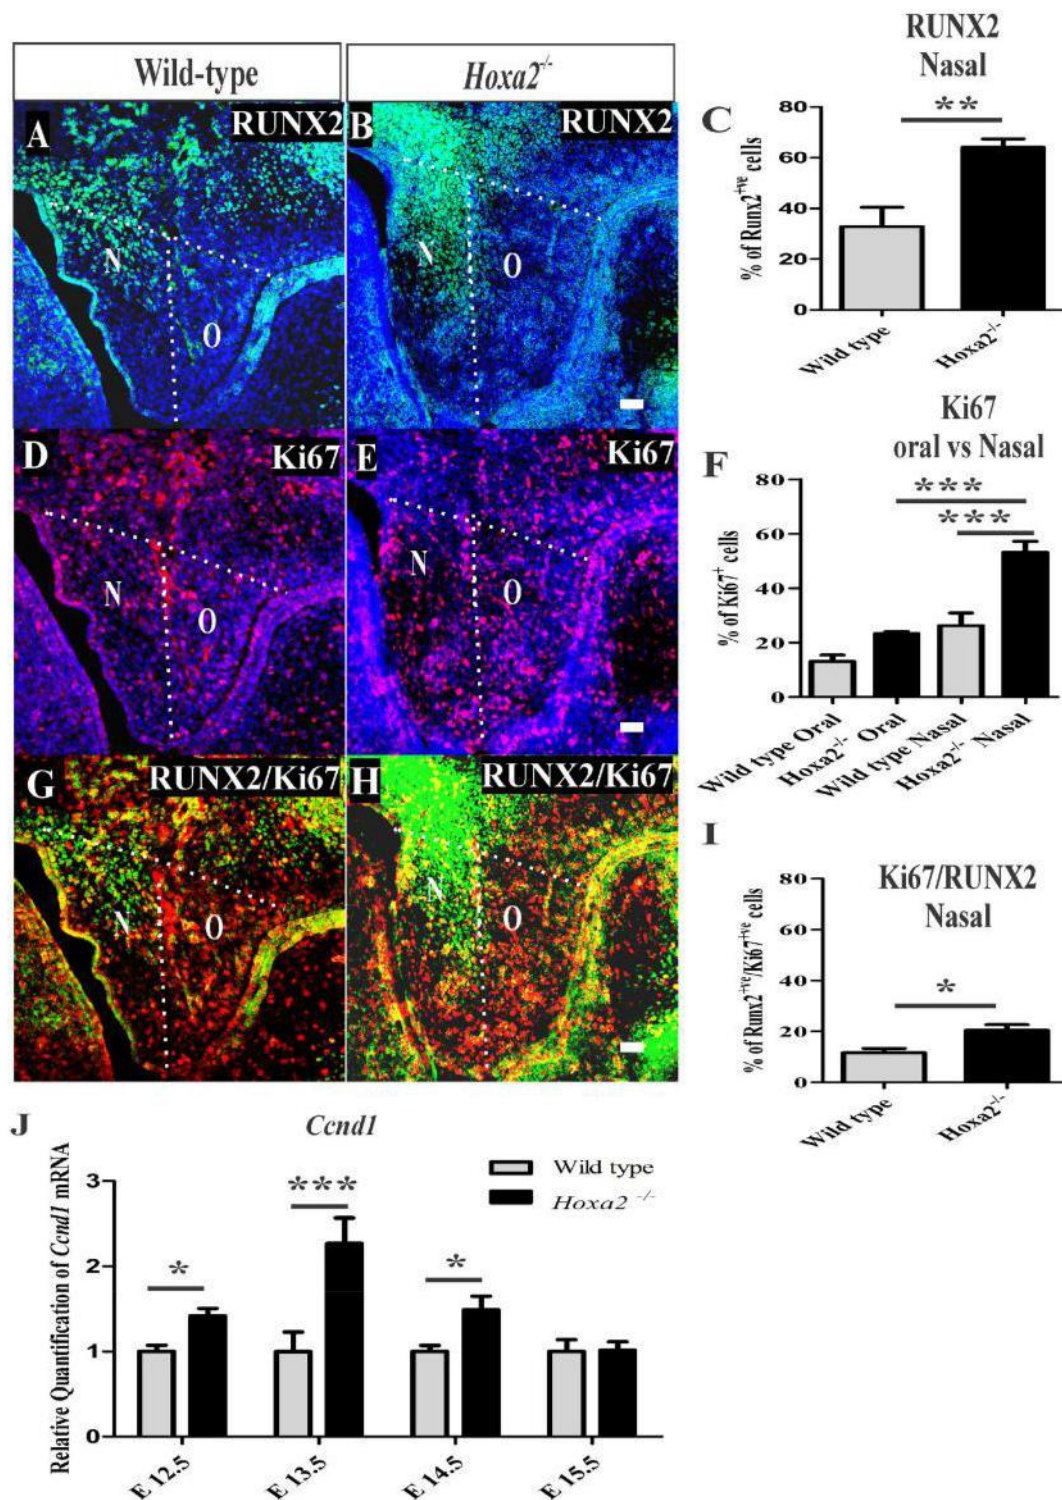 Wild-type
Hoxa2-/-
A
RUNX2
N
O
B
RUNX2
N
O
C
RUNX2
Nasal
**
% of Runx2+ve cells
80
60
40
20
0
Wild type
Hoxa2-/-
D
Ki67
N
O
E
Ki67
N
O
F
Ki67
oral vs Nasal
***
***
% of Ki67+ cells
80
60
40
20
0
Wild type Oral
Hoxa2-/- Oral
Wild type Nasal
Hoxa2-/- Nasal
G
RUNX2/Ki67
N
O
H
RUNX2/Ki67
N
O
I
Ki67/RUNX2
Nasal
*
% of Runx2+ve/Ki67+ve cells
80
60
40
20
0
Wild type
Hoxa2-/-
J
Ccnd1
Wild type
Hoxa2 -/-
Relative Quantification of Ccnd1 mRNA
3
2
1
0
*
***
*
E 12.5
E 13.5
E 14.5
E 15.5